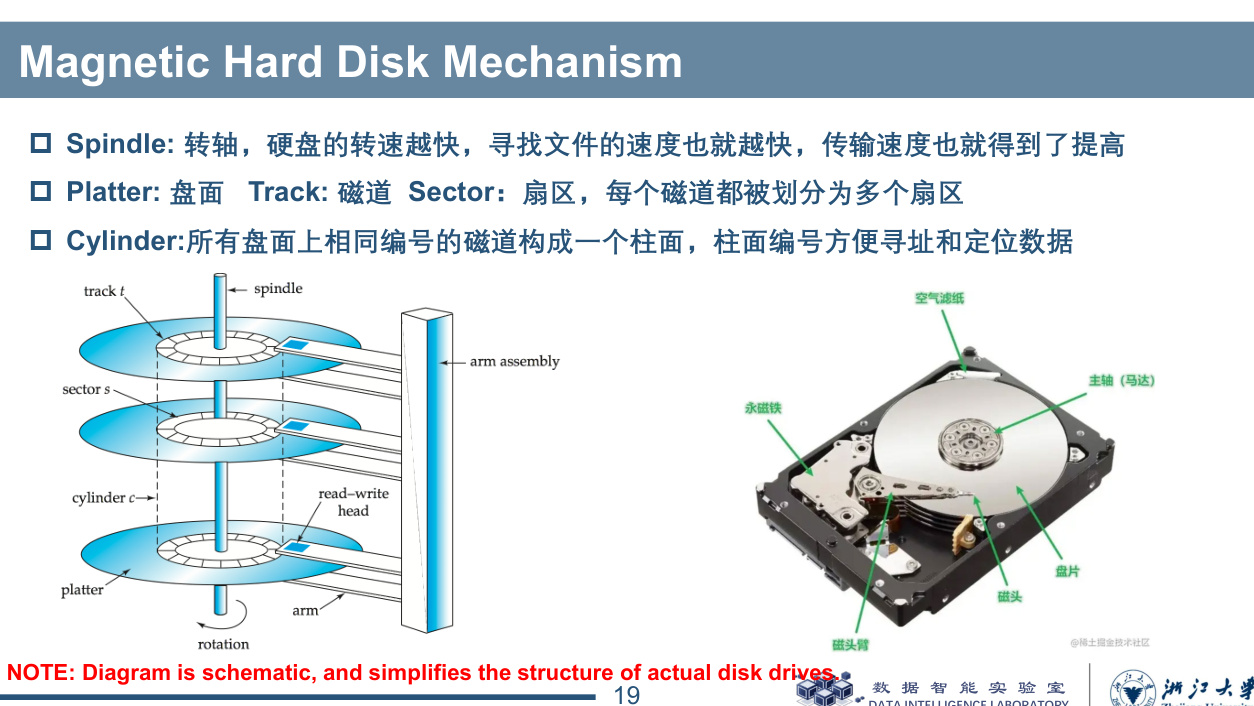 Magnetic Hard Disk Mechanism
Spindle: 转轴，硬盘的转速越快，寻找文件的速度也就越快，传输速度也就得到了提高
Platter: 盘面 Track: 磁道 Sector：扇区，每个磁道都被划分为多个扇区
Cylinder:所有盘面上相同编号的磁道构成一个柱面，柱面编号方便寻址和定位数据
track t
spindle
arm assembly
sector s
cylinder c
read–write
head
platter
arm
rotation
空气滤纸
主轴（马达）
永磁铁
盘片
磁头
磁头臂
@稀土掘金技术社区
NOTE: Diagram is schematic, and simplifies the structure of actual disk drives.
19
数据智能实验室
DATA INTELLIGENCE LABORATORY
浙江大学